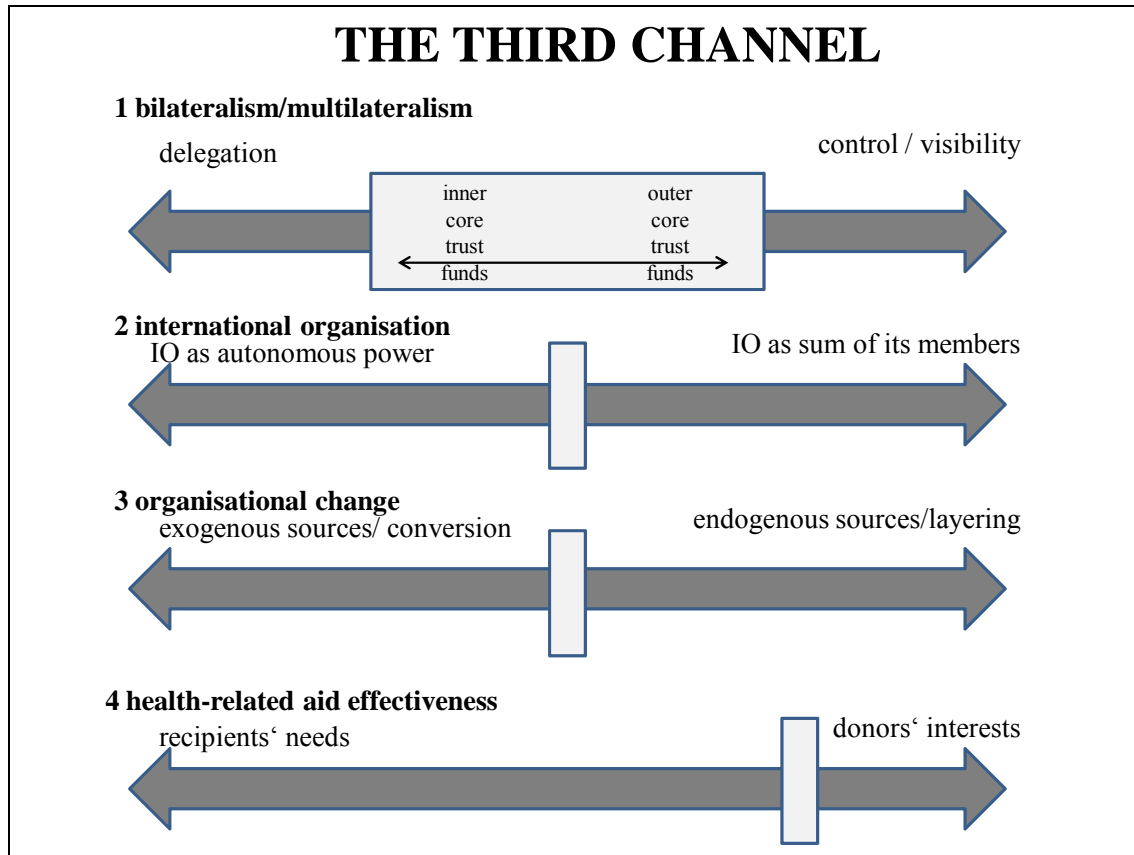 THE THIRD CHANNEL
1 bilateralism/multilateralism
delegation
control / visibility
inner
core
trust
funds
outer
core
trust
funds
2 international organisation
IO as autonomous power
IO as sum of its members
3 organisational change
exogenous sources/ conversion
endogenous sources/layering
4 health-related aid effectiveness
recipients‘ needs
donors‘ interests